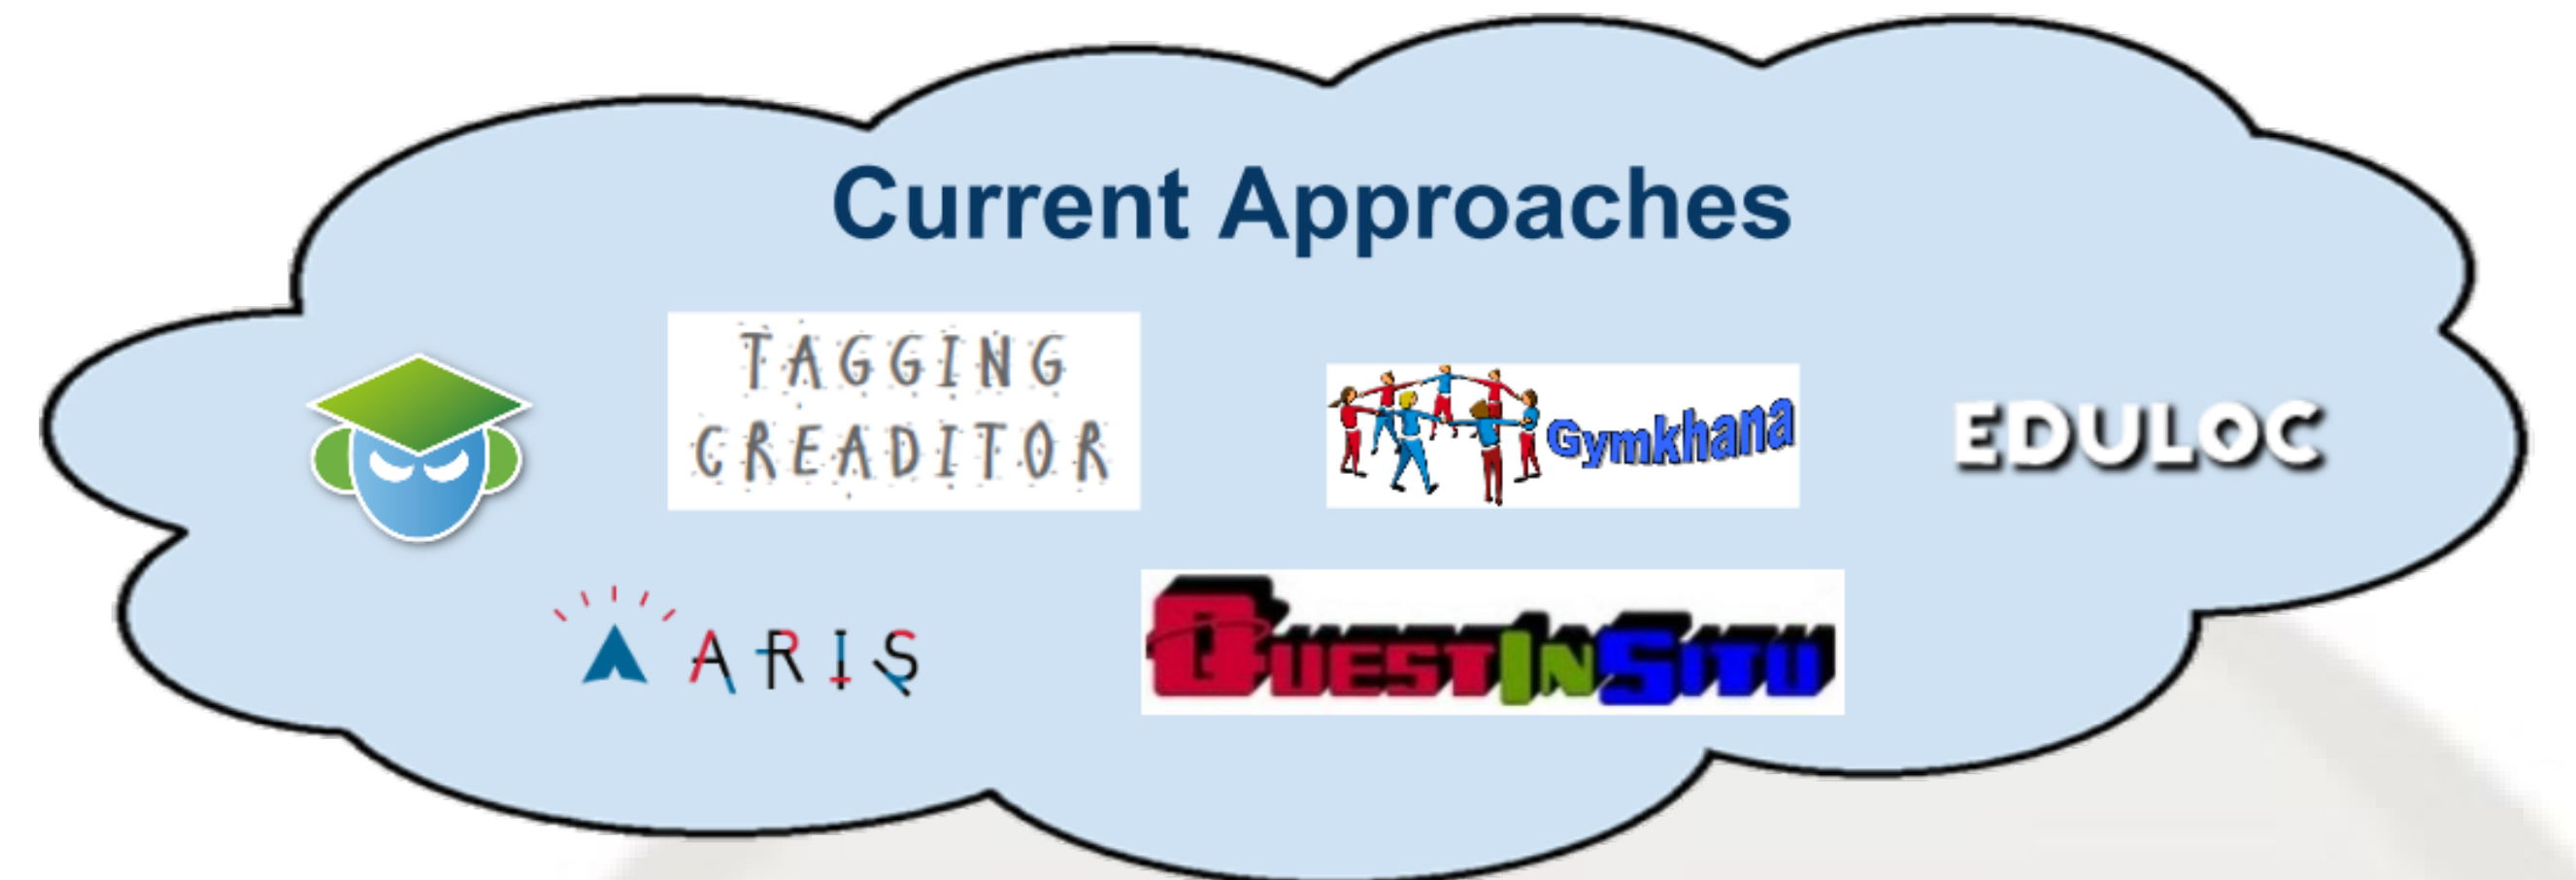 Current Approaches
TAGGING
CREADITOR
Gymkhana
EDULOC
ARIS
QUESTINSITU